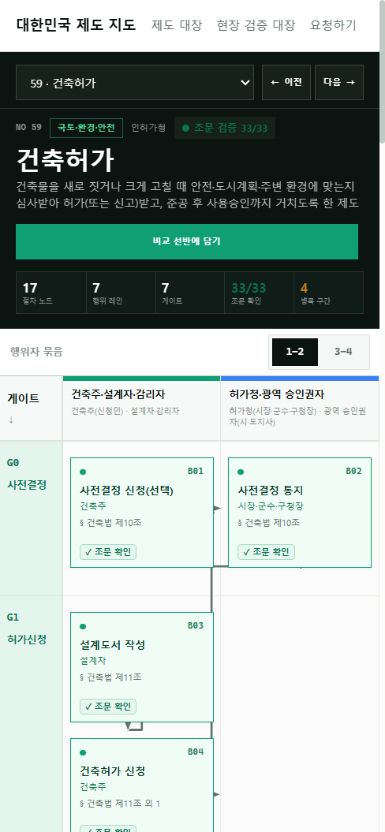 대한민국 제도 지도 제도 대장 현장 검증 대장 요청하기
59 · 건축허가 ← 이전 다음 →
NO 59 국토·환경·안전 인허가형 ● 조문 검증 33/33
건축허가
건축물을 새로 짓거나 크게 고칠 때 안전·도시계획·주변 환경에 맞는지
심사받아 허가(또는 신고)받고, 준공 후 사용승인까지 거치도록 한 제도
비교 선반에 담기
17 7 7 33/33 4
절차 노드 행위 레인 게이트 조문 확인 병목 구간
행위자 묶음 1–2 3–4
게이트 ↓
건축주·설계자·감리자
건축주(신청인) · 설계자·감리자
허가청·광역 승인권자
허가청(시장·군수·구청장) · 광역 승인권
자(시·도지사)
G0
사전결정
B01
사전결정 신청(선택)
건축주
§ 건축법 제10조
✓ 조문 확인
B02
사전결정 통지
시장·군수·구청장
§ 건축법 제10조
✓ 조문 확인
G1
허가신청
B03
설계도서 작성
설계자
§ 건축법 제11조
✓ 조문 확인
B04
건축허가 신청
건축주
§ 건축법 제11조 외 1
✓ 조문 확인